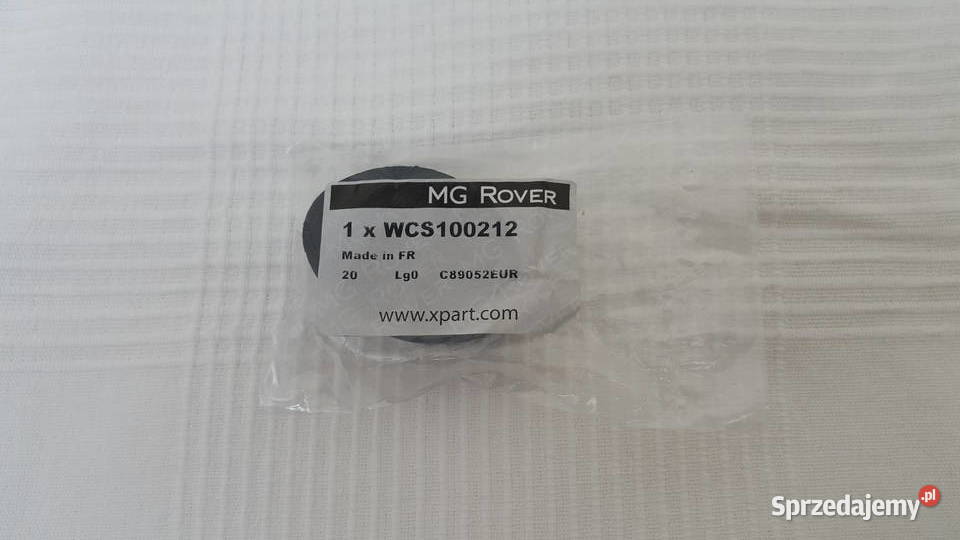 MG ROVER
1 x WCS100212
Made in FR
20 Lg0 C89052EUR
www.xpart.com
Sprzedajemy.pl